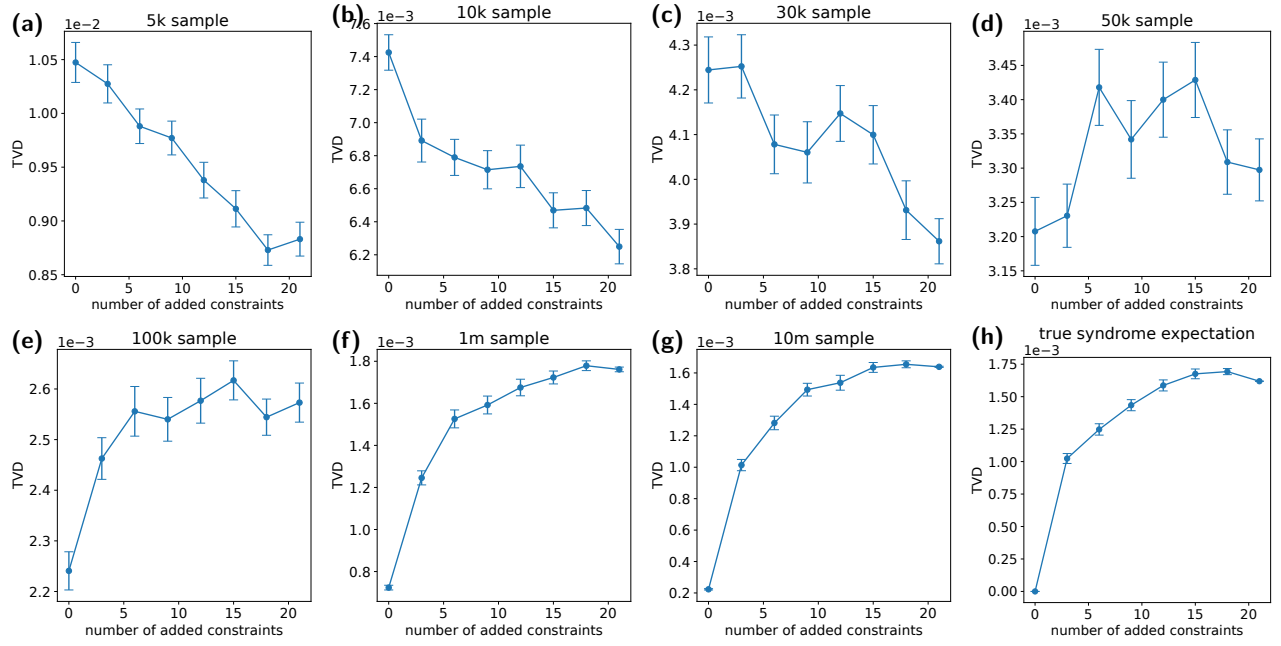 (a)
5k sample
1e−2
1.05
1.00
0.95
0.90
0.85
TVD
0
5
10
15
20
number of added constraints
(b)
10k sample
1e−3
7.6
7.4
7.2
7.0
6.8
6.6
6.4
6.2
TVD
0
5
10
15
20
number of added constraints
(c)
30k sample
1e−3
4.3
4.2
4.1
4.0
3.9
3.8
TVD
0
5
10
15
20
number of added constraints
(d)
50k sample
1e−3
3.45
3.40
3.35
3.30
3.25
3.20
3.15
TVD
0
5
10
15
20
number of added constraints
(e)
100k sample
1e−3
2.6
2.5
2.4
2.3
2.2
TVD
0
5
10
15
20
number of added constraints
(f)
1m sample
1e−3
1.8
1.6
1.4
1.2
1.0
0.8
TVD
0
5
10
15
20
number of added constraints
(g)
10m sample
1e−3
1.6
1.4
1.2
1.0
0.8
0.6
0.4
0.2
TVD
0
5
10
15
20
number of added constraints
(h)
true syndrome expectation
1e−3
1.75
1.50
1.25
1.00
0.75
0.50
0.25
0.00
TVD
0
5
10
15
20
number of added constraints